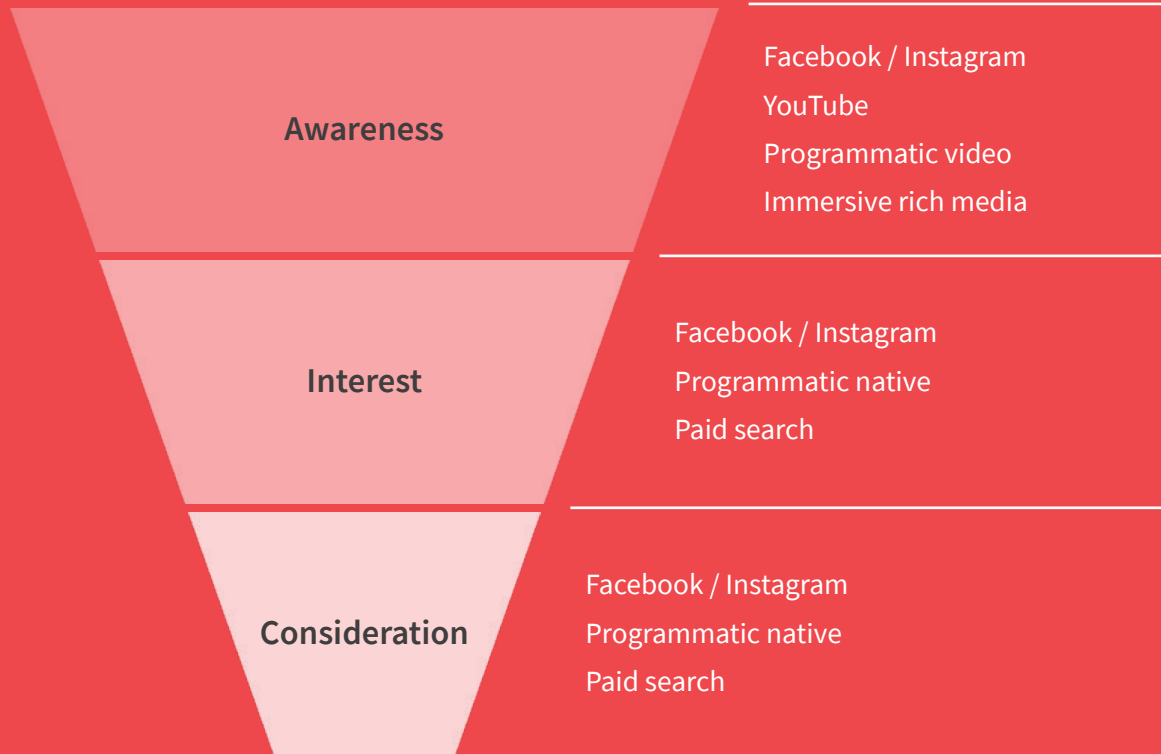 Awareness
Facebook / Instagram
YouTube
Programmatic video
Immersive rich media
Interest
Facebook / Instagram
Programmatic native
Paid search
Consideration
Facebook / Instagram
Programmatic native
Paid search